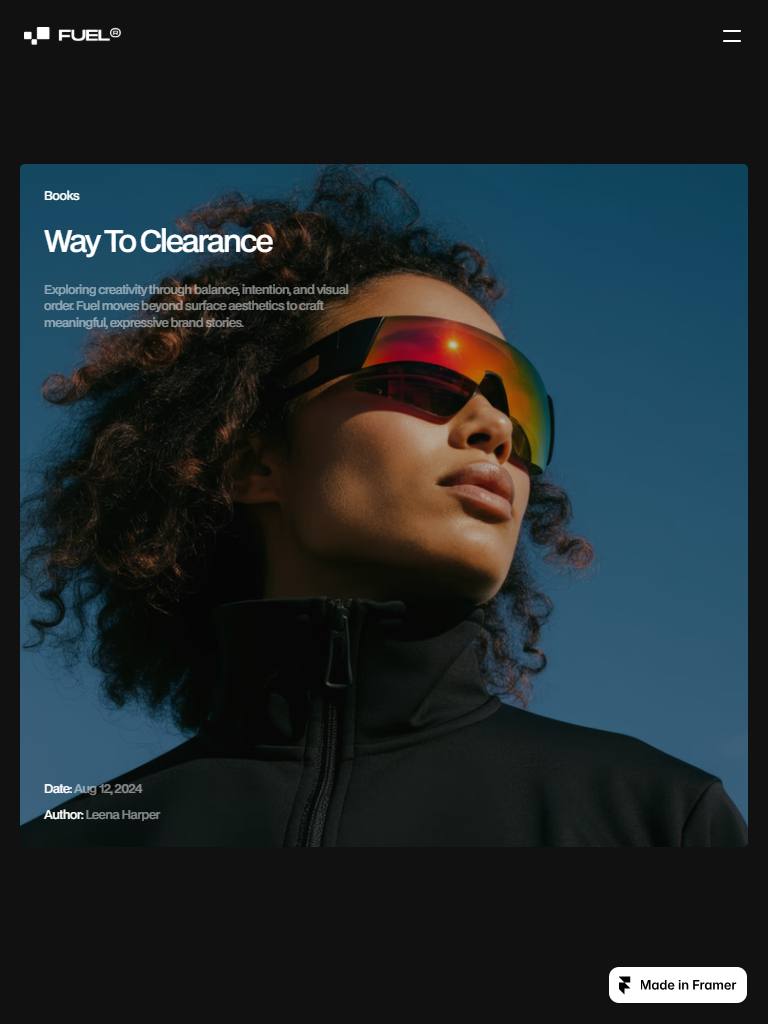 FUEL®
Books
Way To Clearance
Exploring creativity through balance, intention, and visual
order. Fuel moves beyond surface aesthetics to craft
meaningful, expressive brand stories.
Date: Aug 12, 2024
Author: Leena Harper
Made in Framer